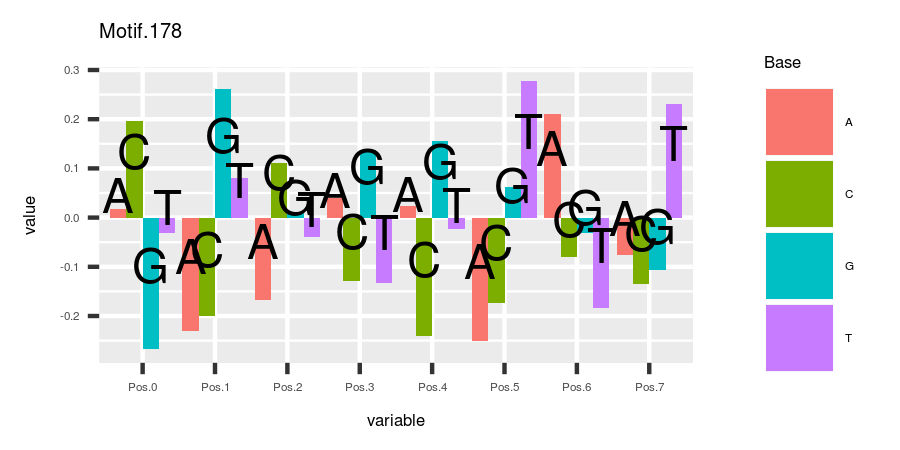 Motif.178
value
0.3
0.2
0.1
0.0
-0.1
-0.2
A C G T A C G T A C G T A C G T A C G T A C G T A C G T A C G T
Pos.0 Pos.1 Pos.2 Pos.3 Pos.4 Pos.5 Pos.6 Pos.7
variable
Base
A
C
G
T